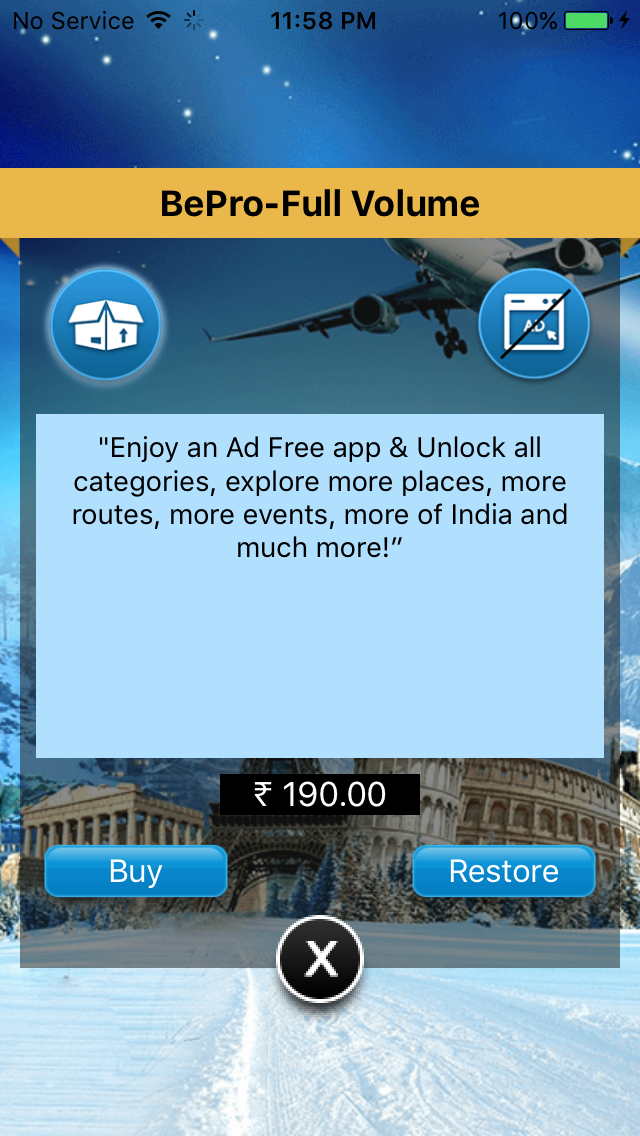 No Service 11:58 PM 100%
BePro-Full Volume
AD
"Enjoy an Ad Free app & Unlock all
categories, explore more places, more
routes, more events, more of India and
much more!”
₹ 190.00
Buy Restore
X